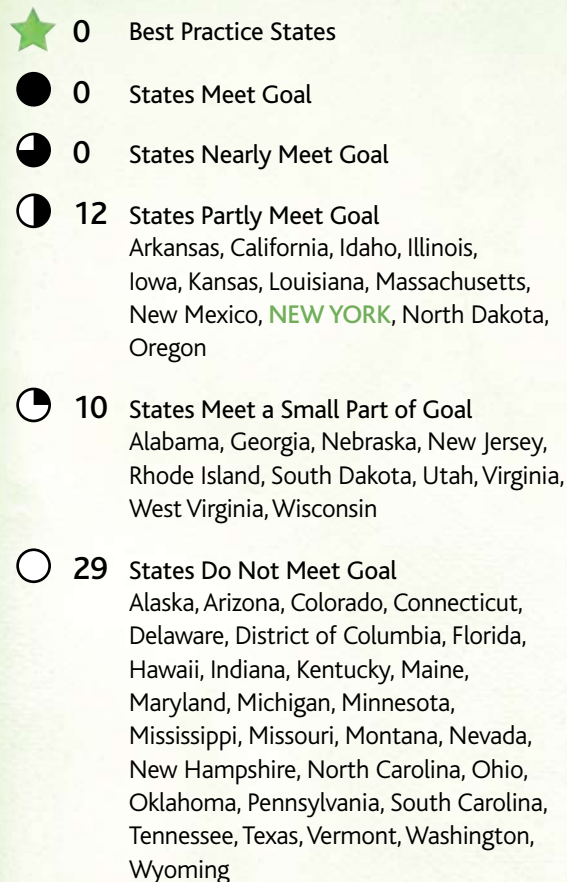 0 Best Practice States
0 States Meet Goal
0 States Nearly Meet Goal
12 States Partly Meet Goal
Arkansas, California, Idaho, Illinois,
Iowa, Kansas, Louisiana, Massachusetts,
New Mexico, NEW YORK, North Dakota,
Oregon
10 States Meet a Small Part of Goal
Alabama, Georgia, Nebraska, New Jersey,
Rhode Island, South Dakota, Utah, Virginia,
West Virginia, Wisconsin
29 States Do Not Meet Goal
Alaska, Arizona, Colorado, Connecticut,
Delaware, District of Columbia, Florida,
Hawaii, Indiana, Kentucky, Maine,
Maryland, Michigan, Minnesota,
Mississippi, Missouri, Montana, Nevada,
New Hampshire, North Carolina, Ohio,
Oklahoma, Pennsylvania, South Carolina,
Tennessee, Texas, Vermont, Washington,
Wyoming